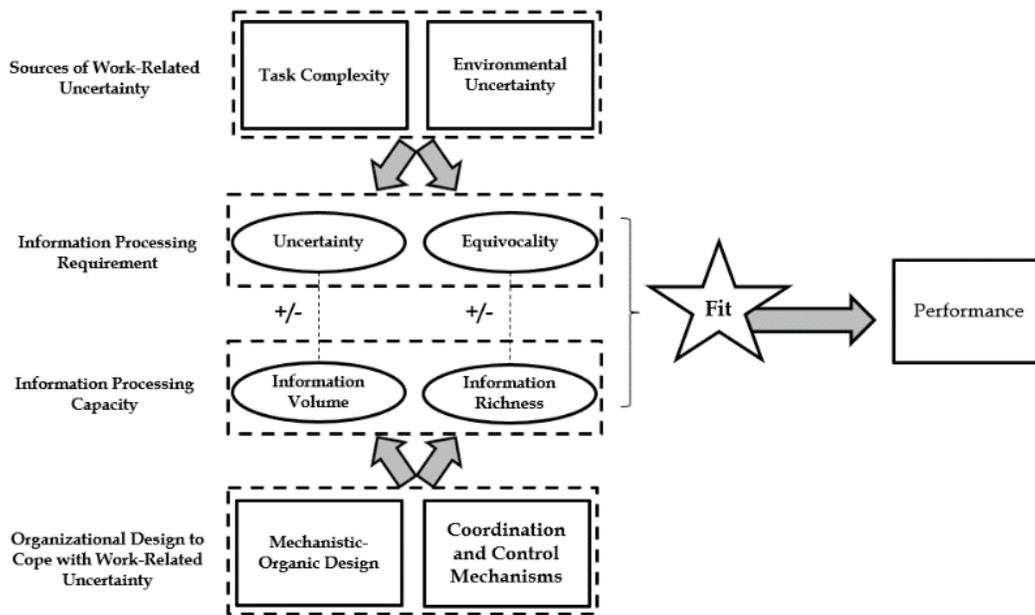 Sources of Work-Related
Uncertainty
Task Complexity
Environmental
Uncertainty
Information Processing
Requirement
Uncertainty
Equivocality
+/-
+/-
Fit
Performance
Information Processing
Capacity
Information
Volume
Information
Richness
Organizational Design to
Cope with Work-Related
Uncertainty
Mechanistic-
Organic Design
Coordination
and Control
Mechanisms